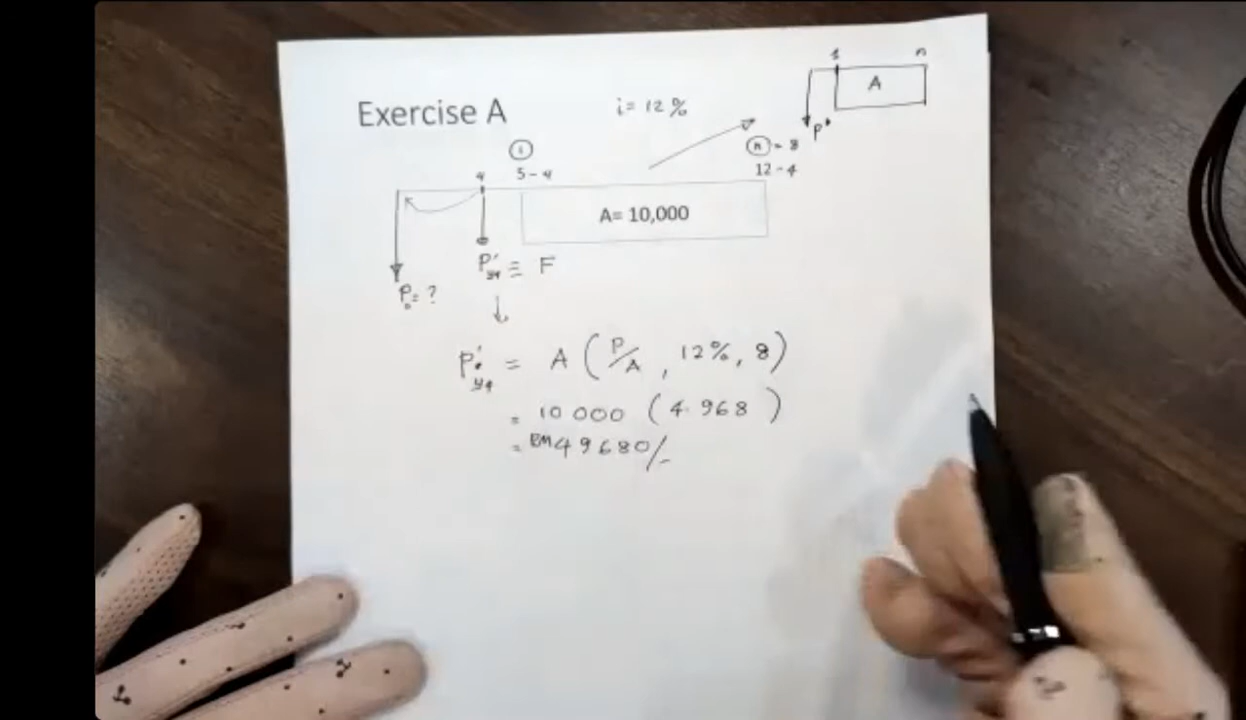 Exercise A
i = 12%
1 n
A
P'
① ⓝ = 8
4 5-4 12-4
A= 10,000
P'y4 ≡ F
P₀ = ?
↓
P'y4 = A (P/A, 12%, 8)
= 10 000 (4.968)
= RM49680/-